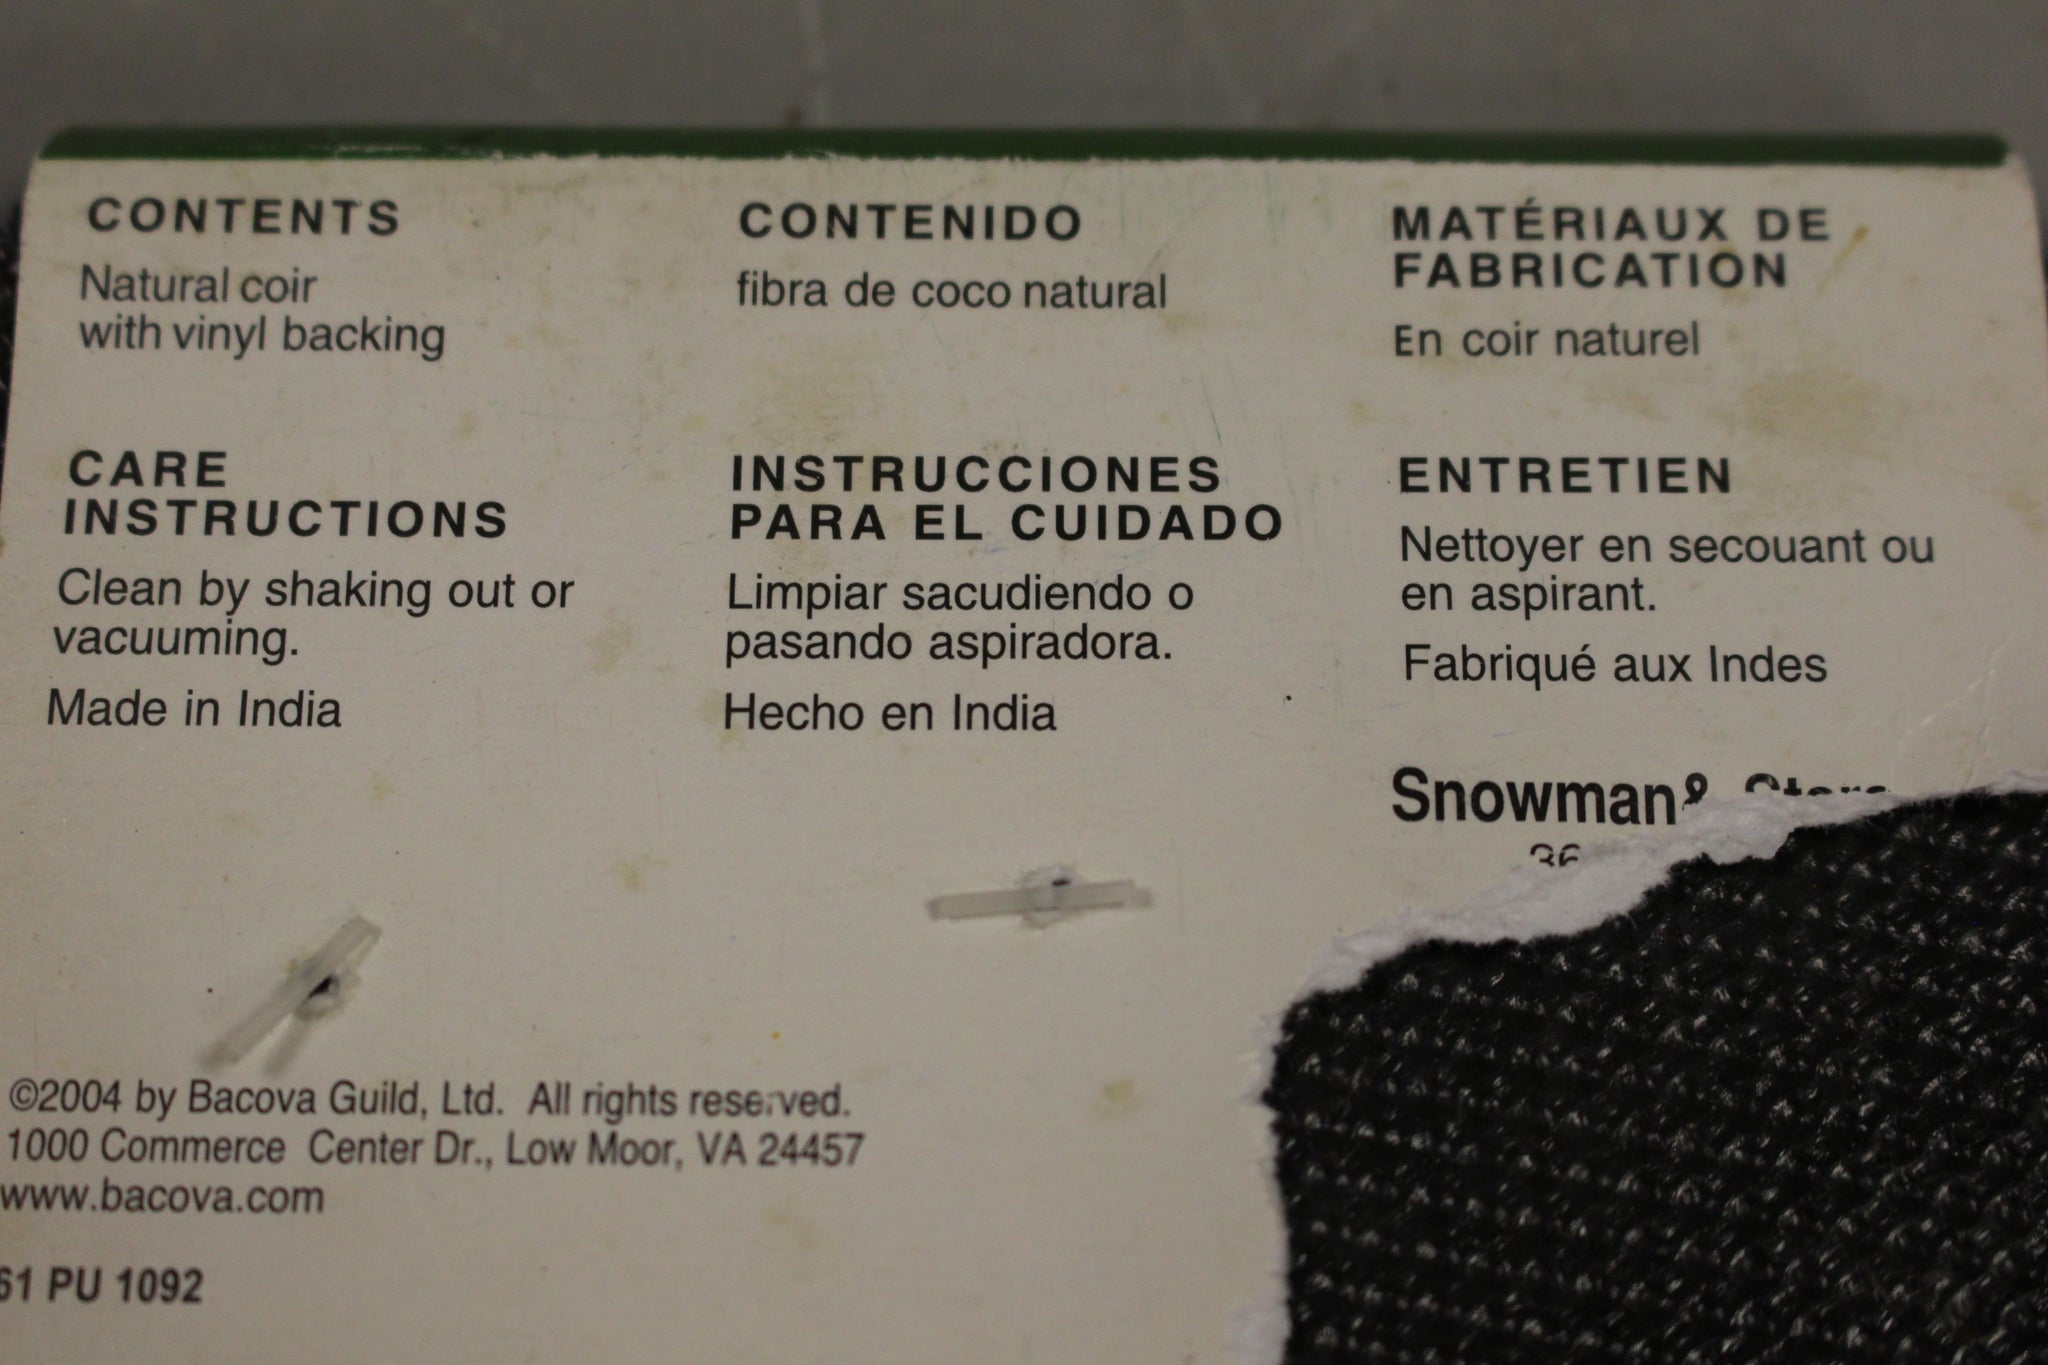 CONTENTS
Natural coir
with vinyl backing
CARE
INSTRUCTIONS
Clean by shaking out or
vacuuming.
Made in India
CONTENIDO
fibra de coco natural
INSTRUCCIONES
PARA EL CUIDADO
Limpiar sacudiendo o
pasando aspiradora.
Hecho en India
MATÉRIAUX DE
FABRICATION
En coir naturel
ENTRETIEN
Nettoyer en secouant ou
en aspirant.
Fabriqué aux Indes
Snowman & Stars
36
©2004 by Bacova Guild, Ltd. All rights reserved.
1000 Commerce Center Dr., Low Moor, VA 24457
www.bacova.com
61 PU 1092